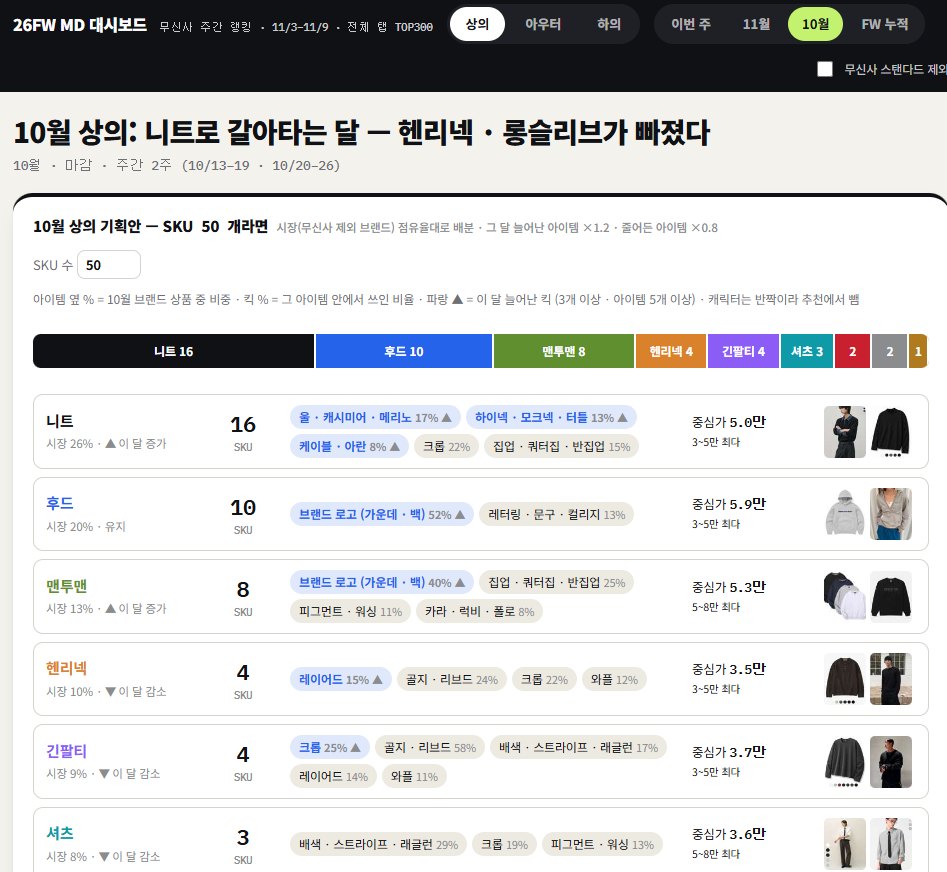 26FW MD 대시보드 무신사 주간 랭킹 · 11/3–11/9 · 전체 탭 TOP300 상의 아우터 하의 이번 주 11월 10월 FW 누적
무신사 스탠다드 제외
10월 상의: 니트로 갈아타는 달 — 헨리넥 · 롱슬리브가 빠졌다
10월 · 마감 · 주간 2주 (10/13–19 · 10/20–26)
10월 상의 기획안 — SKU 50 개라면 시장(무신사 제외 브랜드) 점유율대로 배분 · 그 달 늘어난 아이템 ×1.2 · 줄어든 아이템 ×0.8
SKU 수 50
아이템 옆 % = 10월 브랜드 상품 중 비중 · 킥 % = 그 아이템 안에서 쓰인 비율 · 파랑 ▲ = 이 달 늘어난 킥 (3개 이상 · 아이템 5개 이상) · 캐릭터는 반짝이라 추천에서 뺌
니트 16 후드 10 맨투맨 8 헨리넥 4 긴팔티 4 셔츠 3 2 2 1
니트 16 울 · 캐시미어 · 메리노 17% ▲ 하이넥 · 모크넥 · 터틀 13% ▲ 중심가 5.0만
시장 26% · ▲ 이 달 증가 SKU 케이블 · 아란 8% ▲ 크롭 22% 집업 · 쿼터집 · 반집업 15% 3~5만 최다
후드 10 브랜드 로고 (가운데 · 백) 52% ▲ 레터링 · 문구 · 컬리지 13% 중심가 5.9만
시장 20% · 유지 SKU 3~5만 최다
맨투맨 8 브랜드 로고 (가운데 · 백) 40% ▲ 집업 · 쿼터집 · 반집업 25% 중심가 5.3만
시장 13% · ▲ 이 달 증가 SKU 피그먼트 · 워싱 11% 카라 · 럭비 · 폴로 8% 5~8만 최다
헨리넥 4 레이어드 15% ▲ 골지 · 리브드 24% 크롭 22% 와플 12% 중심가 3.5만
시장 10% · ▼ 이 달 감소 SKU 3~5만 최다
긴팔티 4 크롭 25% ▲ 골지 · 리브드 58% 배색 · 스트라이프 · 래글런 17% 중심가 3.7만
시장 9% · ▼ 이 달 감소 SKU 레이어드 14% 와플 11% 3~5만 최다
셔츠 3 배색 · 스트라이프 · 래글런 29% 크롭 19% 피그먼트 · 워싱 13% 중심가 3.6만
시장 8% · ▼ 이 달 감소 SKU 5~8만 최다